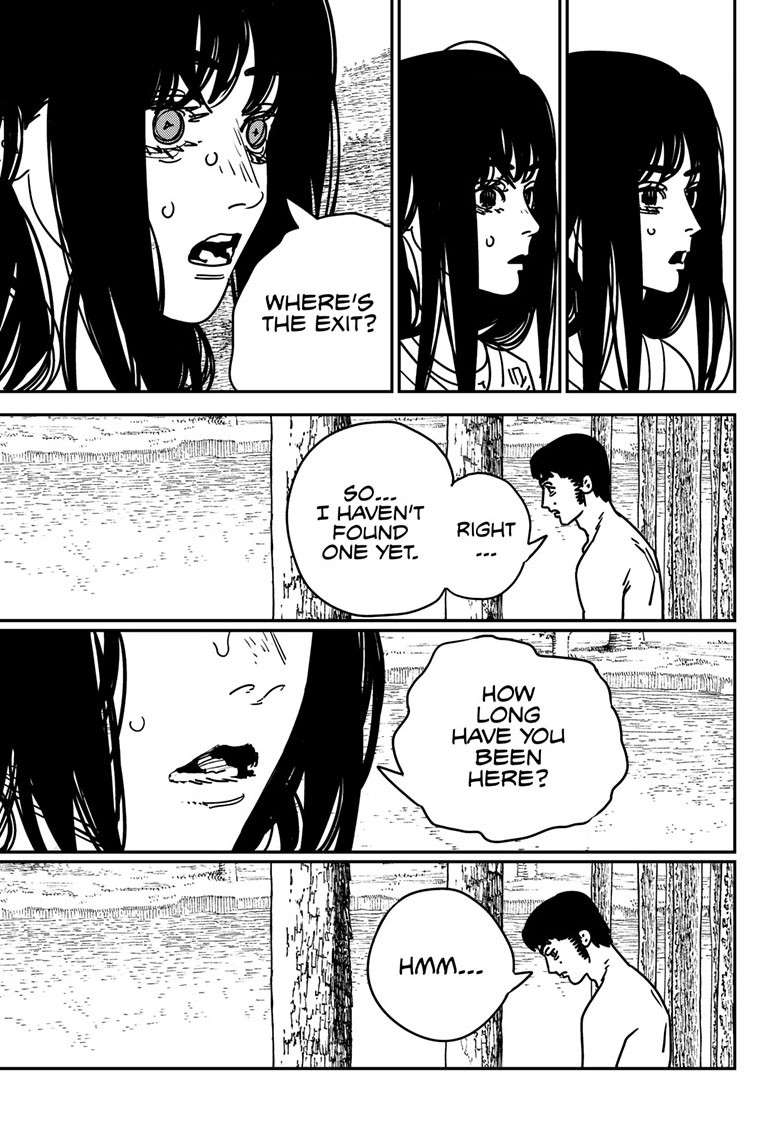 WHERE'S
THE EXIT?
RIGHT
...
SO...
I HAVEN'T
FOUND
ONE YET.
HOW
LONG
HAVE YOU
BEEN
HERE?
HMM...